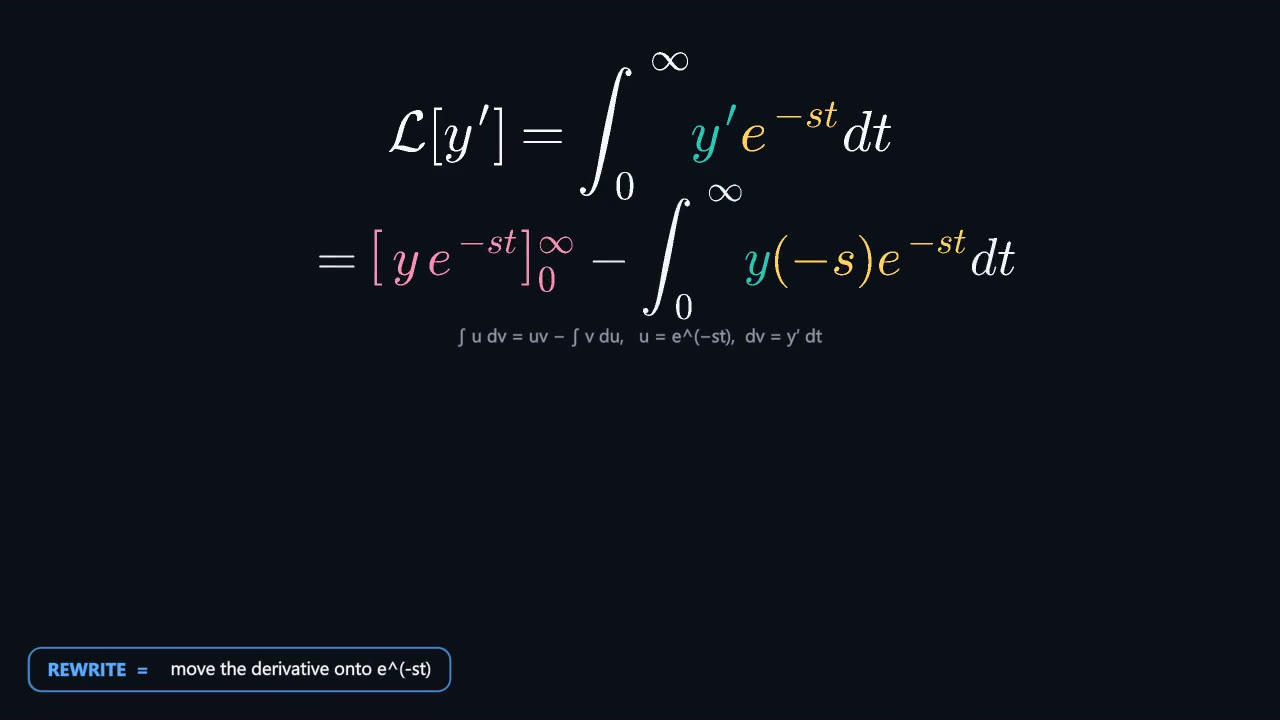 ℒ[y′] = ∫₀^∞ y′e^{−st}dt
= [y e^{−st}]₀^∞ − ∫₀^∞ y(−s)e^{−st}dt
∫ u dv = uv − ∫ v du,   u = e^(−st),  dv = y′ dt
REWRITE = move the derivative onto e^(-st)